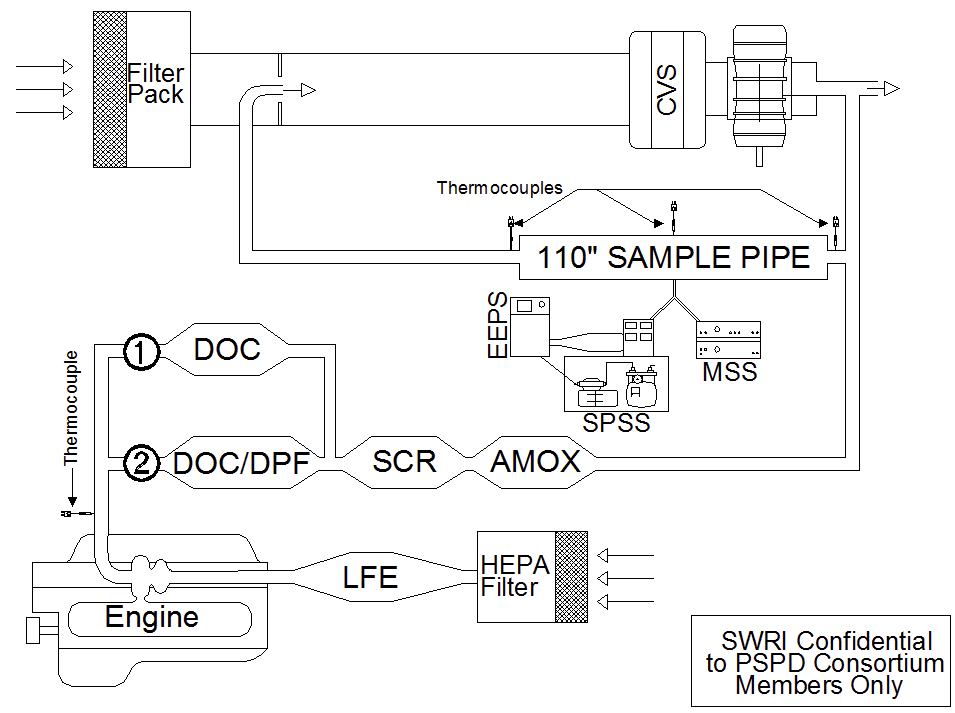 Filter
Pack
CVS
Thermocouples
110" SAMPLE PIPE
EEPS
MSS
SPSS
1
DOC
Thermocouple
2
DOC/DPF
SCR
AMOX
HEPA
Filter
LFE
Engine
SWRI Confidential
to PSPD Consortium
Members Only